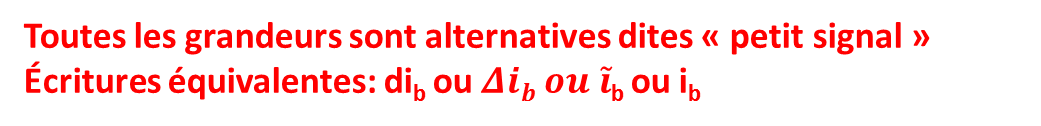 Toutes les grandeurs sont alternatives dites « petit signal »
Écritures équivalentes: di_b ou Δi_b ou ĩ_b ou i_b